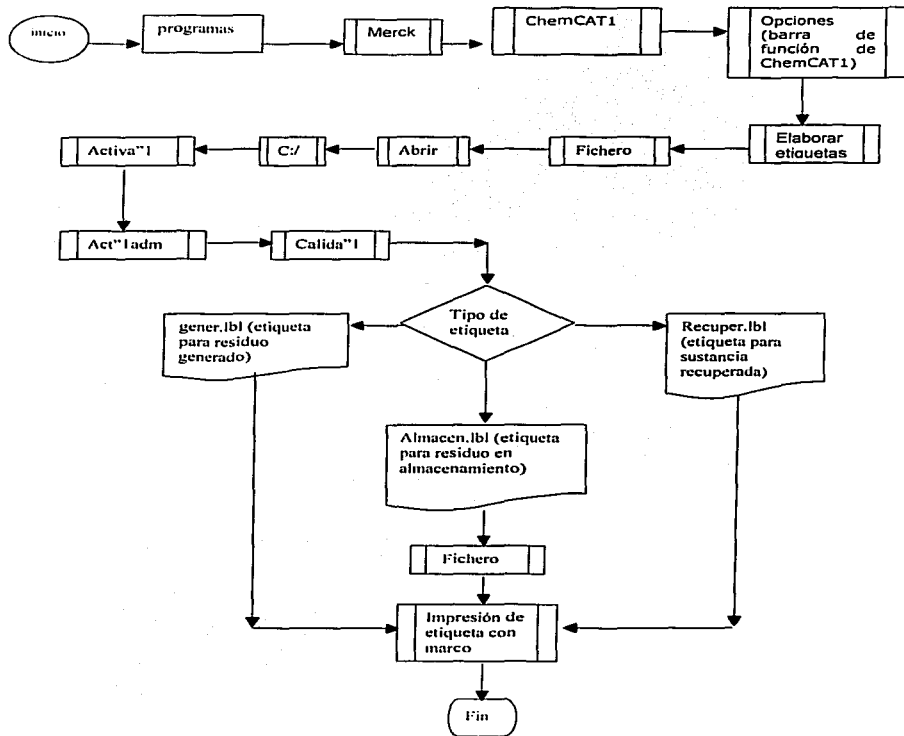 inicio
programas
Merck
ChemCAT1
Opciones
(barra de
función de
ChemCAT1)
Activa"1
C:/
Abrir
Fichero
Elaborar
etiquetas
Act"1adm
Calida"1
Tipo de
etiqueta
gener.lbl (etiqueta
para residuo
generado)
Recuper.lbl
(etiqueta para
sustancia
recuperada)
Almacen.lbl (etiqueta
para residuo en
almacenamiento)
Fichero
Impresión de
etiqueta con
marco
Fin